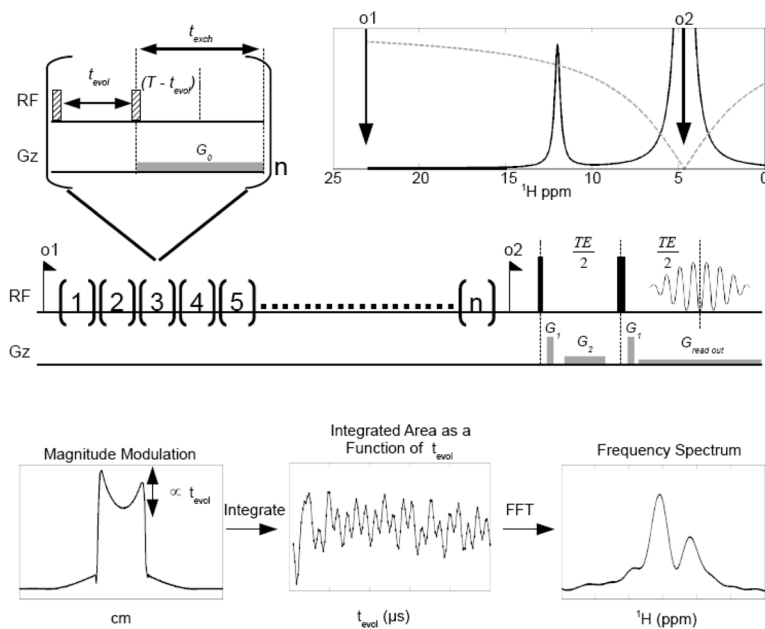 t_exch
t_evol
(T - t_evol)
RF
G_0
Gz
n
o1
o2
25 20 15 10 5 0
¹H ppm
o1
o2
TE/2
TE/2
RF
(1) (2) (3) (4) (5) (n)
G_1
G_2
G_1
G_read out
Gz
Magnitude Modulation
∝ t_evol
cm
Integrate
Integrated Area as a
Function of t_evol
t_evol (µs)
FFT
Frequency Spectrum
¹H (ppm)